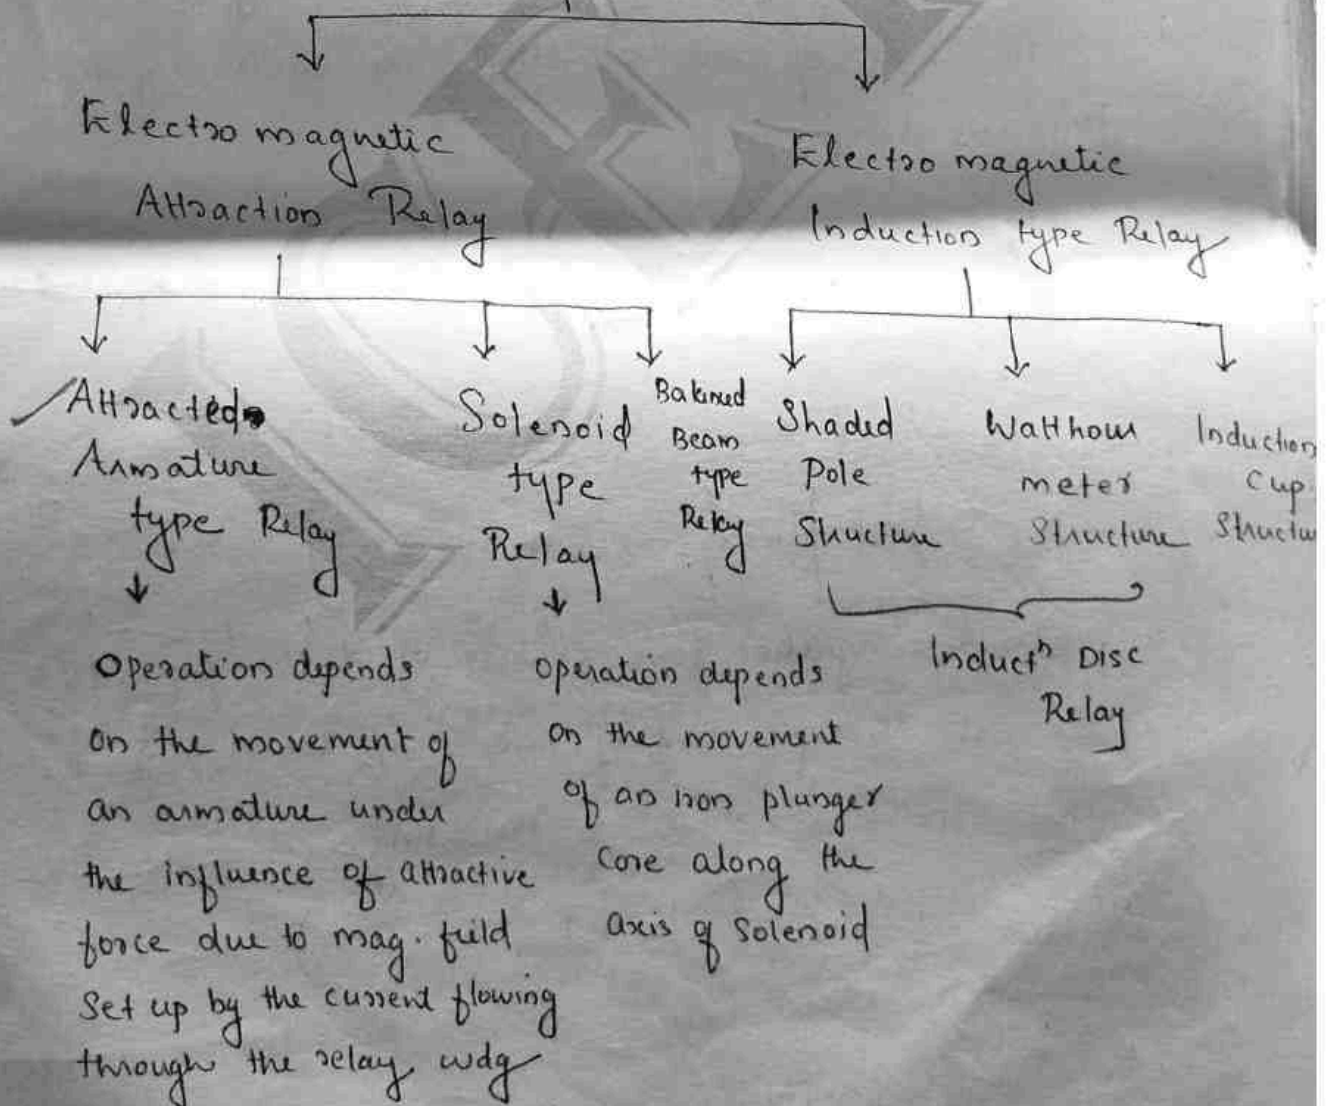 Electro magnetic
Attraction Relay
Electro magnetic
Induction type Relay
Attracted
Armature
type Relay
Solenoid
type
Relay
Balanced
Beam
type
Relay
Shaded
Pole
Structure
Watthour
meter
Structure
Induction
Cup
Structu
Operation depends
on the movement of
an armature under
the influence of attractive
force due to mag. field
Set up by the current flowing
through the relay wdg
Operation depends
on the movement
of an iron plunger
core along the
axis of Solenoid
Inductn Disc
Relay